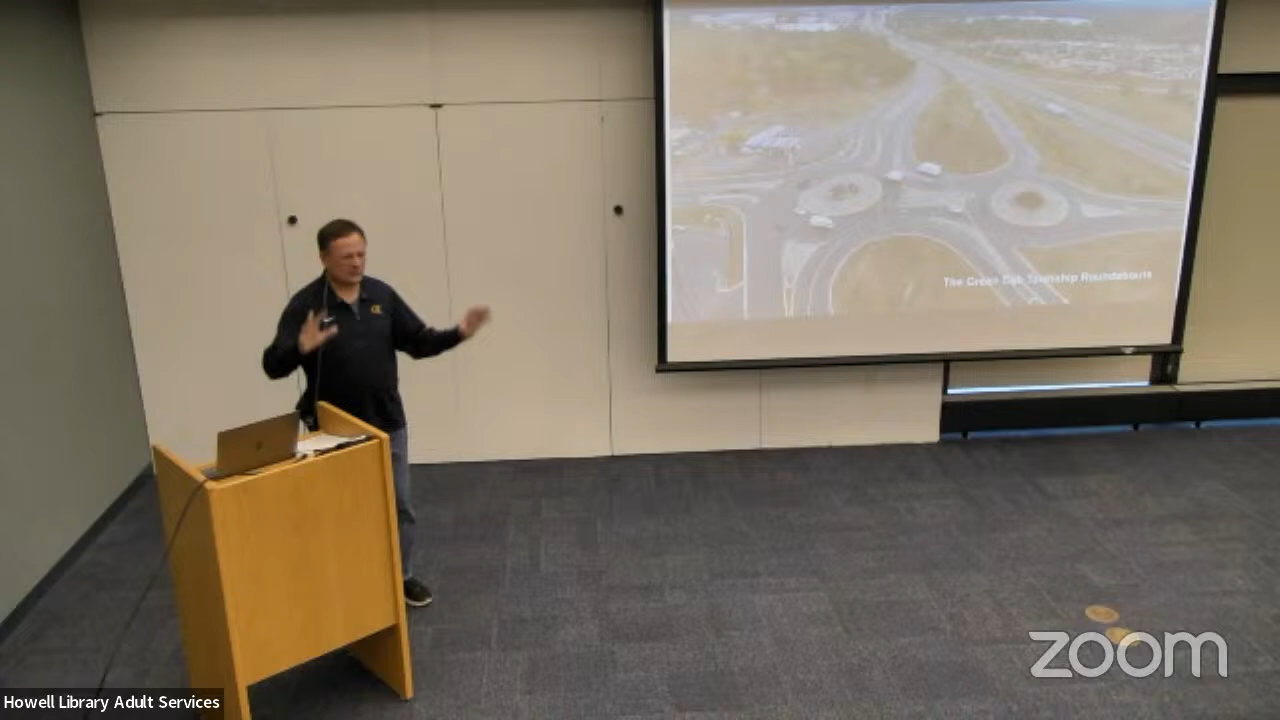 The Green Oak Township Roundabouts
zoom
Howell Library Adult Services